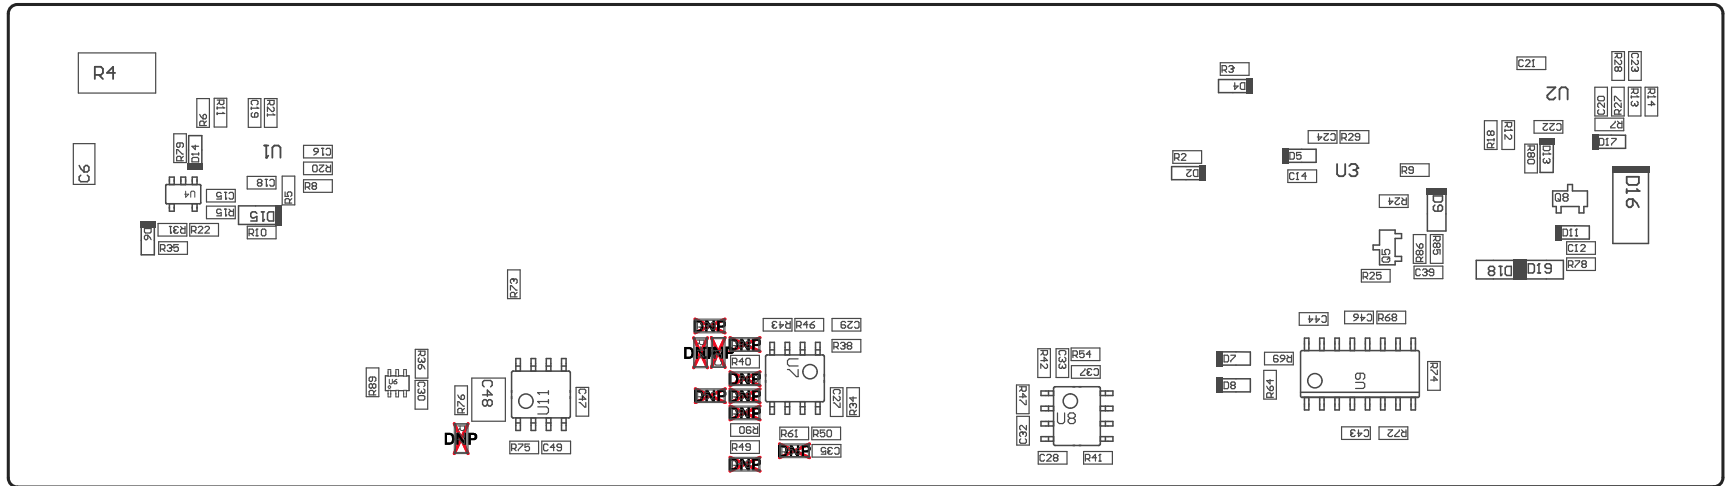 R4
C6
R6
R11
C19
R21
R79
D14
U1
C16
R20
R8
U4
C15
C18
R5
R15
D15
R10
D6
R31
R22
R35
R73
R89
U6
R36
C30
R76
C48
U11
C47
R75
C49
DNP
DNP
DNP
DNP
DNP
R40
DNP
DNP
DNP
DNP
R90
R49
DNP
R43
R46
C29
R38
U7
C27
R34
R61
R50
DNP
C35
R42
C33
R54
C37
R47
C32
U8
C28
R41
R3
D4
R2
D2
C24
R29
D5
C14
U3
R9
R24
D9
Q5
R86
R85
R25
C39
C21
R28
C23
U2
C20
R27
R13
R14
R18
R12
C22
R7
D17
R80
D13
Q8
D16
D11
C12
R78
D18
D19
C44
C46
R68
D7
R69
D8
R64
U9
R74
C43
R72